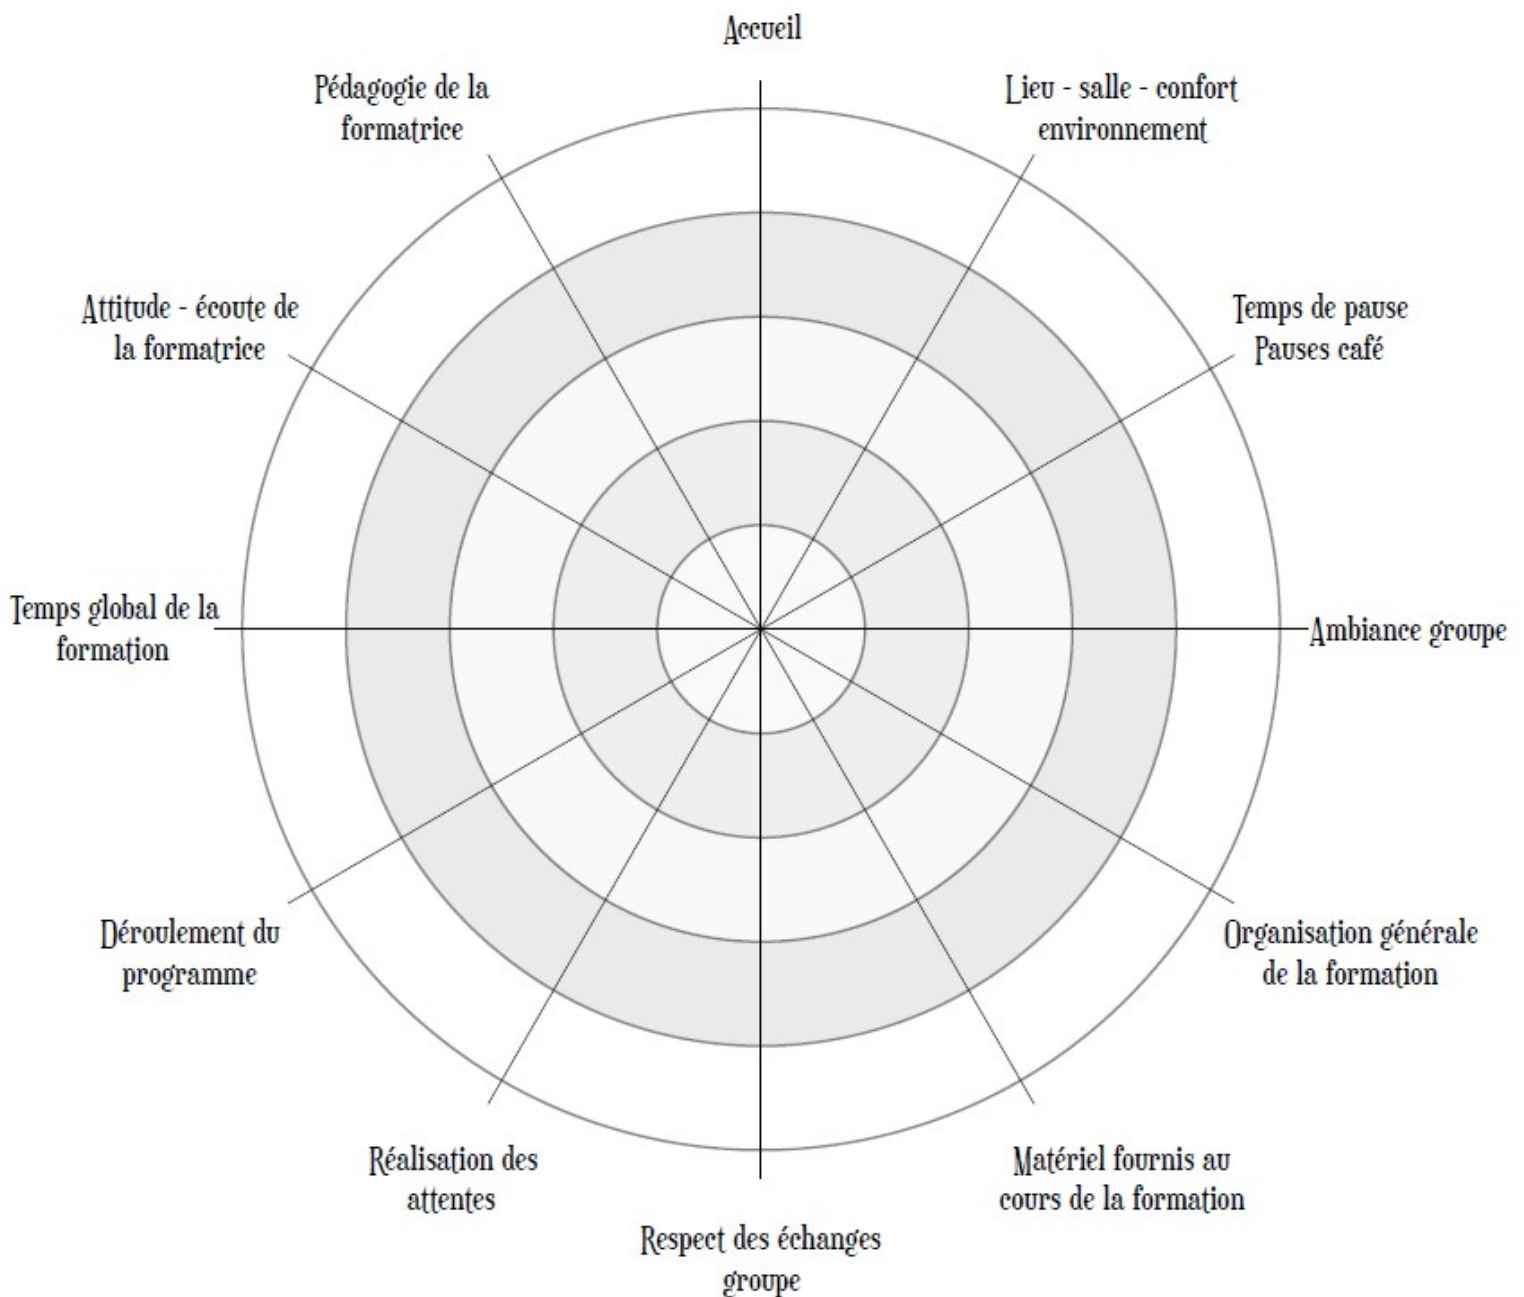 Accueil
Pédagogie de la
formatrice
Lieu - salle - confort
environnement
Attitude - écoute de
la formatrice
Temps de pause
Pauses café
Temps global de la
formation
Ambiance groupe
Déroulement du
programme
Organisation générale
de la formation
Réalisation des
attentes
Matériel fournis au
cours de la formation
Respect des échanges
groupe